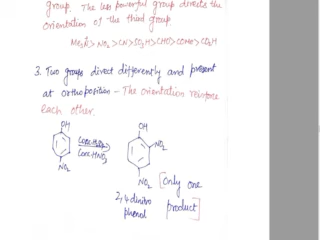 group. The less powerful group directs the
orientation of the third group.
Me3N+ > NO2 > CN > SO3H > CHO > COMe > CO2H
3. Two groups direct differently and present
at orthoposition – The orientation reinforce
each other.
OH OH
Conc H2SO4 NO2
Conc HNO3
NO2 NO2 [Only one
2,4 dinitro product]
phenol